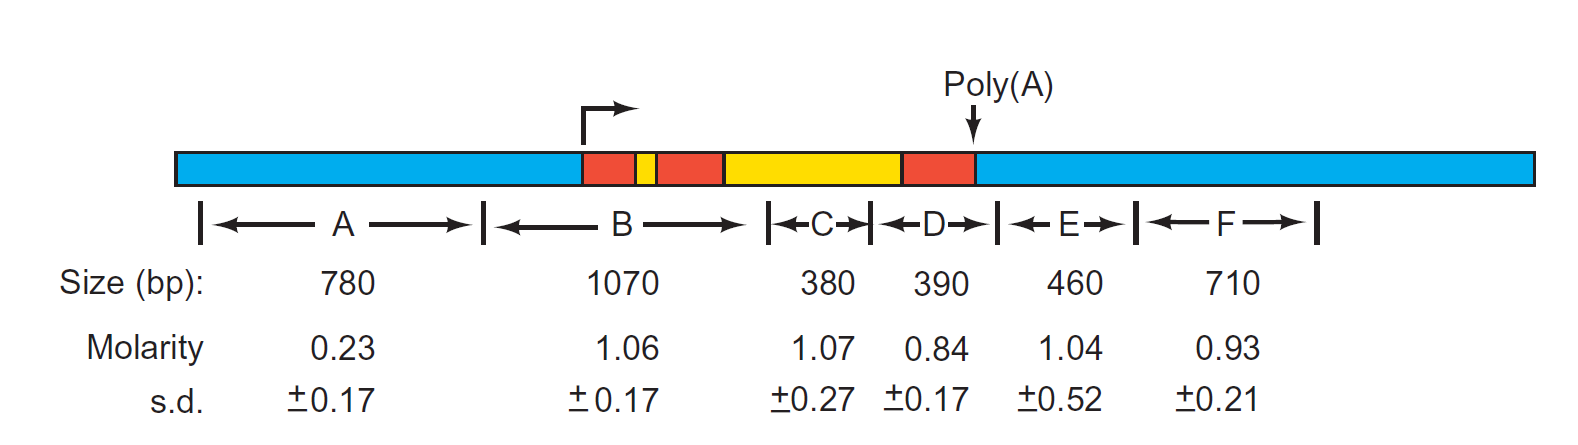 Poly(A)
A B C D E F
Size (bp): 780 1070 380 390 460 710
Molarity 0.23 1.06 1.07 0.84 1.04 0.93
s.d. ±0.17 ± 0.17 ±0.27 ±0.17 ±0.52 ±0.21